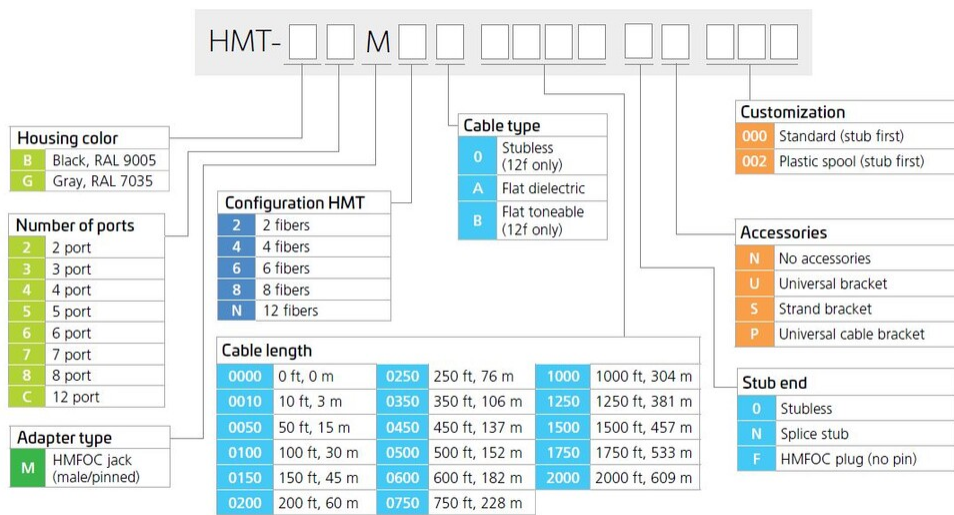 HMT- M
Housing color
B Black, RAL 9005
G Gray, RAL 7035
Number of ports
2 2 port
3 3 port
4 4 port
5 5 port
6 6 port
7 7 port
8 8 port
C 12 port
Adapter type
M HMFOC jack
(male/pinned)
Configuration HMT
2 2 fibers
4 4 fibers
6 6 fibers
8 8 fibers
N 12 fibers
Cable type
0 Stubless
(12f only)
A Flat dielectric
B Flat toneable
(12f only)
Cable length
0000 0 ft, 0 m 0250 250 ft, 76 m 1000 1000 ft, 304 m
0010 10 ft, 3 m 0350 350 ft, 106 m 1250 1250 ft, 381 m
0050 50 ft, 15 m 0450 450 ft, 137 m 1500 1500 ft, 457 m
0100 100 ft, 30 m 0500 500 ft, 152 m 1750 1750 ft, 533 m
0150 150 ft, 45 m 0600 600 ft, 182 m 2000 2000 ft, 609 m
0200 200 ft, 60 m 0750 750 ft, 228 m
Customization
000 Standard (stub first)
002 Plastic spool (stub first)
Accessories
N No accessories
U Universal bracket
S Strand bracket
P Universal cable bracket
Stub end
0 Stubless
N Splice stub
F HMFOC plug (no pin)